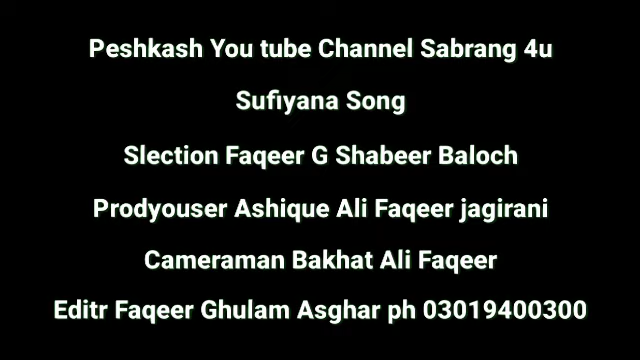 Peshkash You tube Channel Sabrang 4u
Sufiyana Song
Slection Faqeer G Shabeer Baloch
Prodyouser Ashique Ali Faqeer jagirani
Cameraman Bakhat Ali Faqeer
Editr Faqeer Ghulam Asghar ph 03019400300